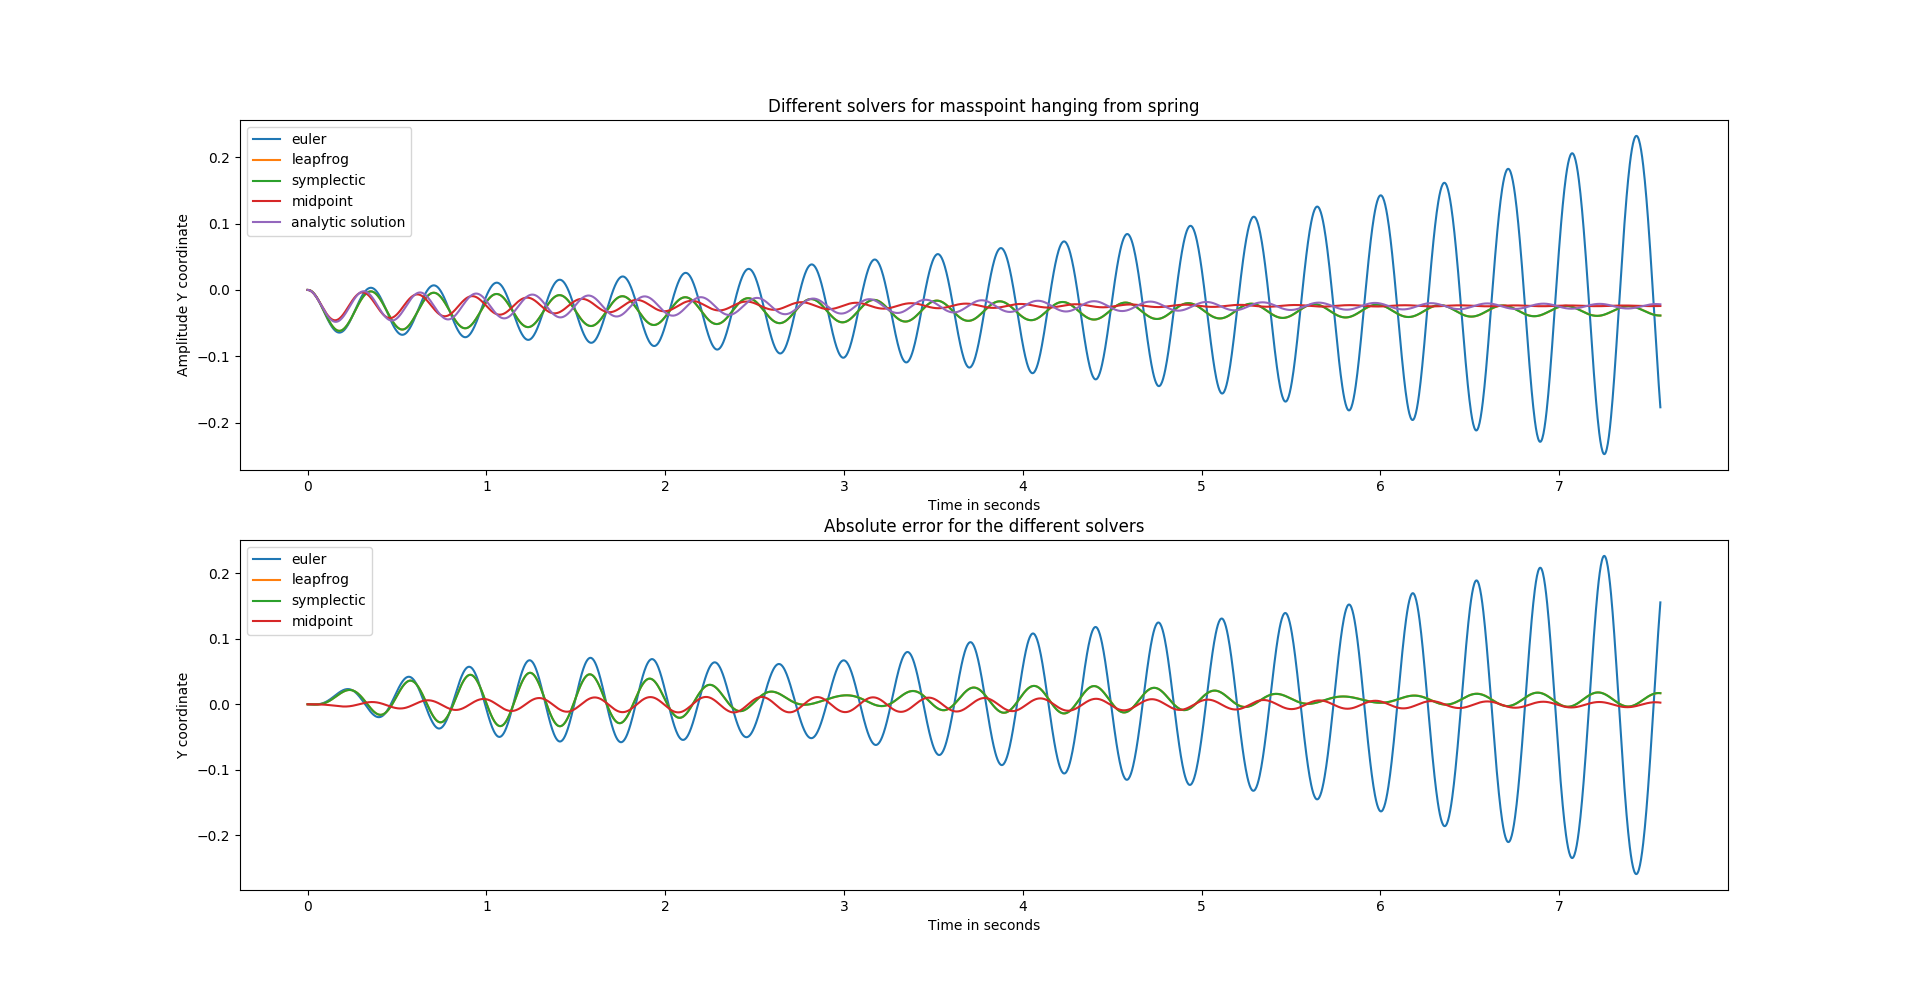 Different solvers for masspoint hanging from spring
euler
leapfrog
symplectic
midpoint
analytic solution
Amplitude Y coordinate
0.2
0.1
0.0
−0.1
−0.2
0 1 2 3 4 5 6 7
Time in seconds
Absolute error for the different solvers
euler
leapfrog
symplectic
midpoint
Y coordinate
0.2
0.1
0.0
−0.1
−0.2
0 1 2 3 4 5 6 7
Time in seconds